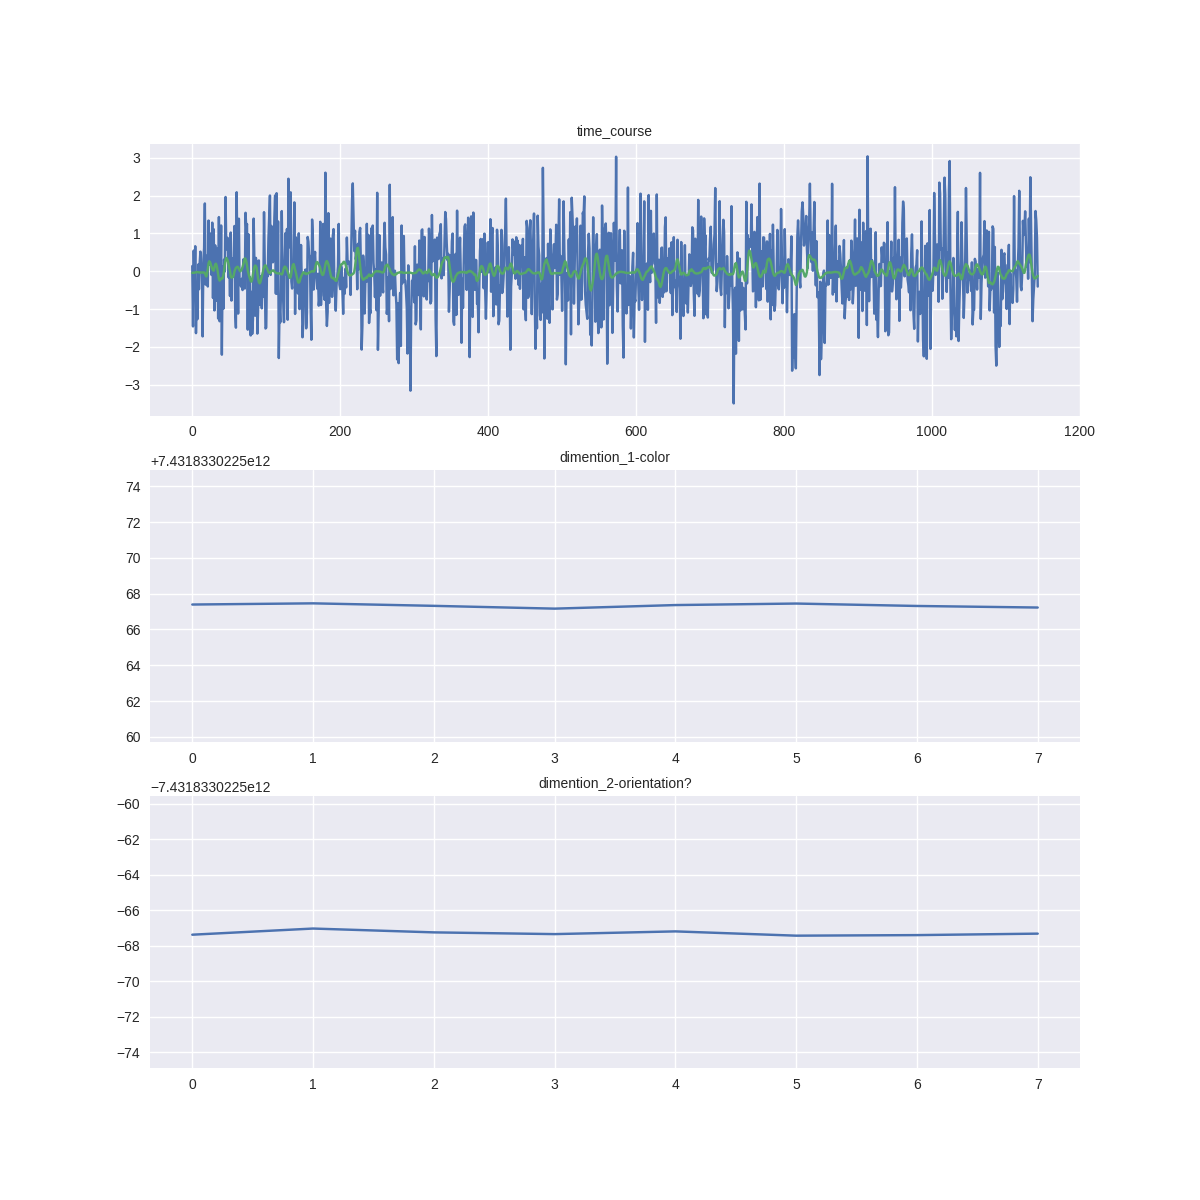 time_course
3
2
1
0
−1
−2
−3
0 200 400 600 800 1000 1200
+7.4318330225e12
dimention_1-color
74
72
70
68
66
64
62
60
0 1 2 3 4 5 6 7
−7.4318330225e12
dimention_2-orientation?
−60
−62
−64
−66
−68
−70
−72
−74
0 1 2 3 4 5 6 7